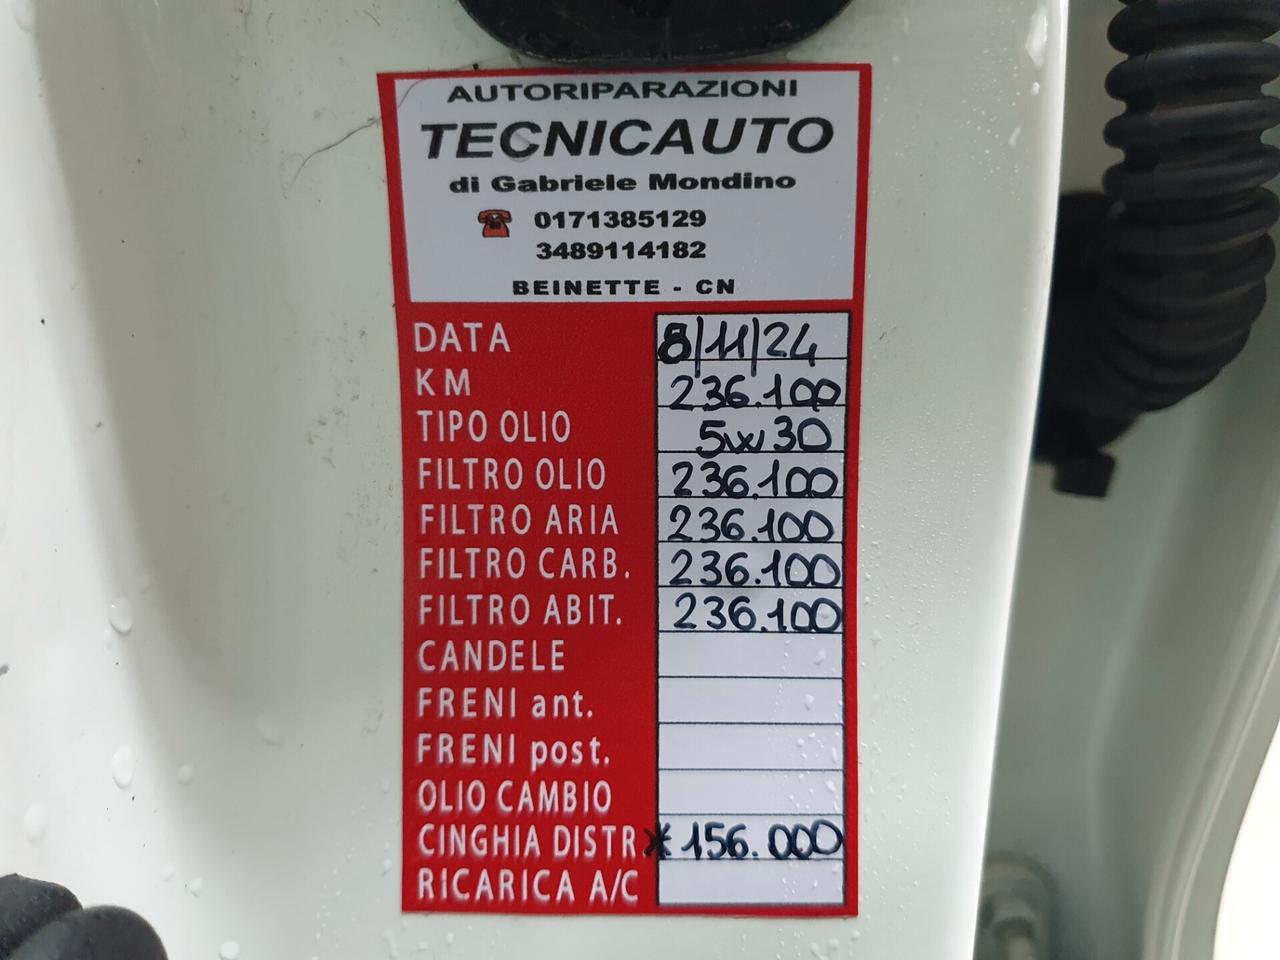 AUTORIPARAZIONI
TECNICAUTO
di Gabriele Mondino
0171385129
3489114182
BEINETTE - CN
DATA 8/11/24
KM 236.100
TIPO OLIO 5w30
FILTRO OLIO 236.100
FILTRO ARIA 236.100
FILTRO CARB. 236.100
FILTRO ABIT. 236.100
CANDELE
FRENI ant.
FRENI post.
OLIO CAMBIO
CINGHIA DISTR * 156.000
RICARICA A/C